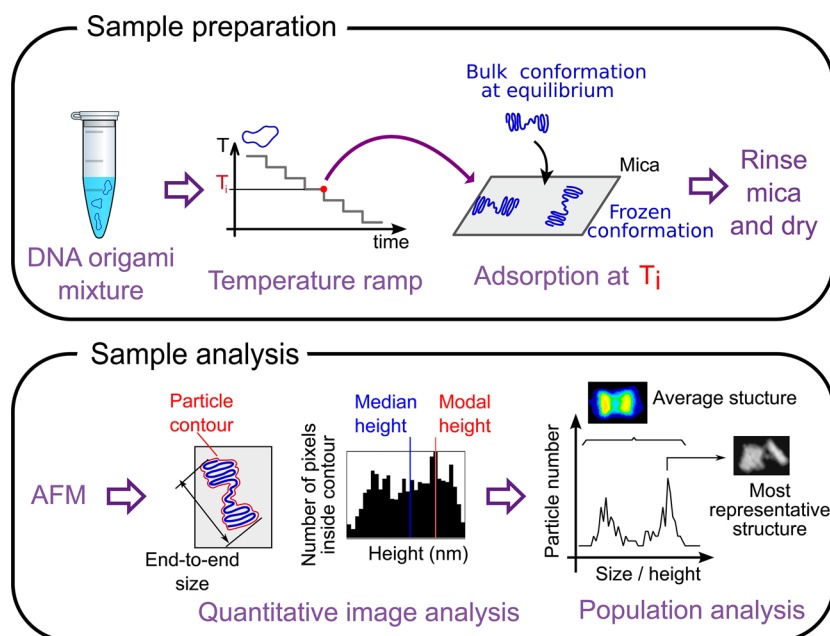 Sample preparation
DNA origami
mixture
T
Ti
time
Temperature ramp
Bulk conformation
at equilibrium
Mica
Frozen
conformation
Adsorption at Ti
Rinse
mica
and dry
Sample analysis
AFM
Particle
contour
End-to-end
size
Median
height
Modal
height
Number of pixels
inside contour
Height (nm)
Quantitative image analysis
Average stucture
Particle number
Most
representative
structure
Size / height
Population analysis